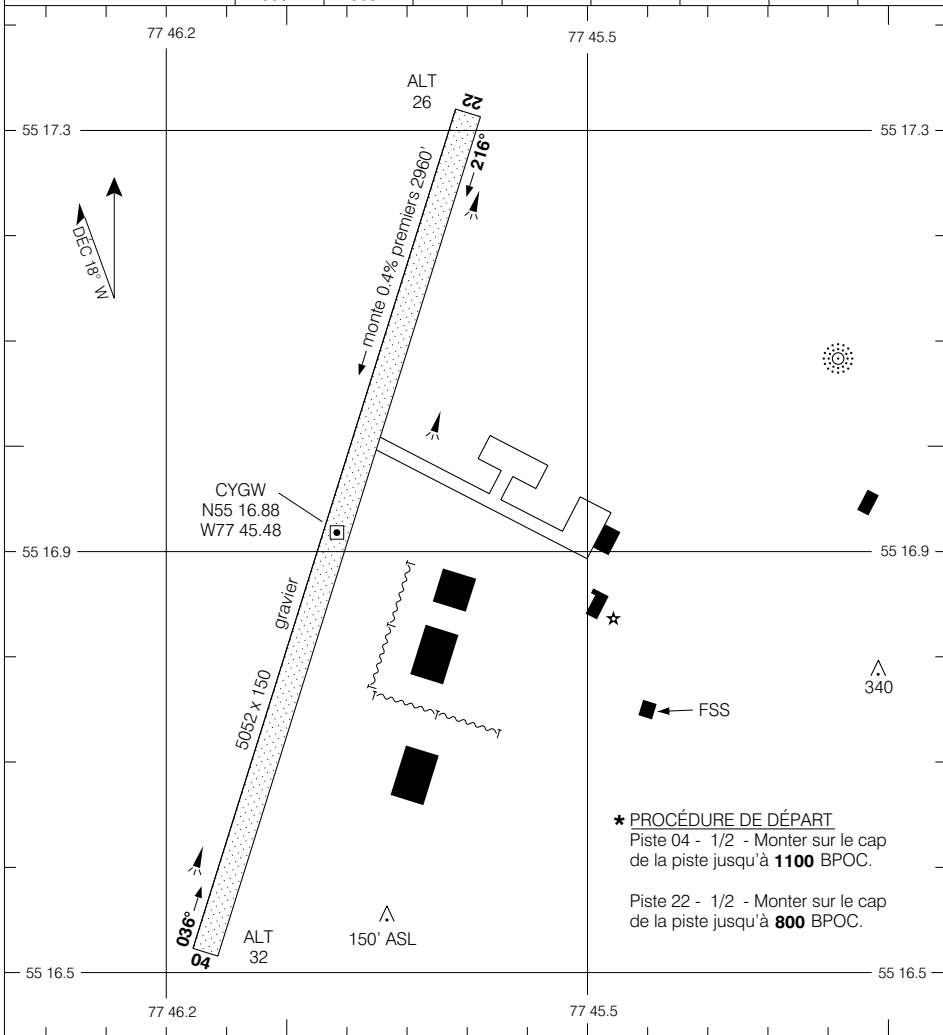 77 46.2
77 45.5
ALT
26
22
55 17.3
55 17.3
216°
monte 0.4% premiers 2960'
DÉC 18° W
CYGW
N55 16.88
W77 45.48
55 16.9
55 16.9
gravier
340
FSS
5052 x 150
* PROCÉDURE DE DÉPART
Piste 04 - 1/2 - Monter sur le cap
de la piste jusqu'à 1100 BPOC.
Piste 22 - 1/2 - Monter sur le cap
de la piste jusqu'à 800 BPOC.
036°
04
ALT
32
150' ASL
55 16.5
55 16.5
77 46.2
77 45.5